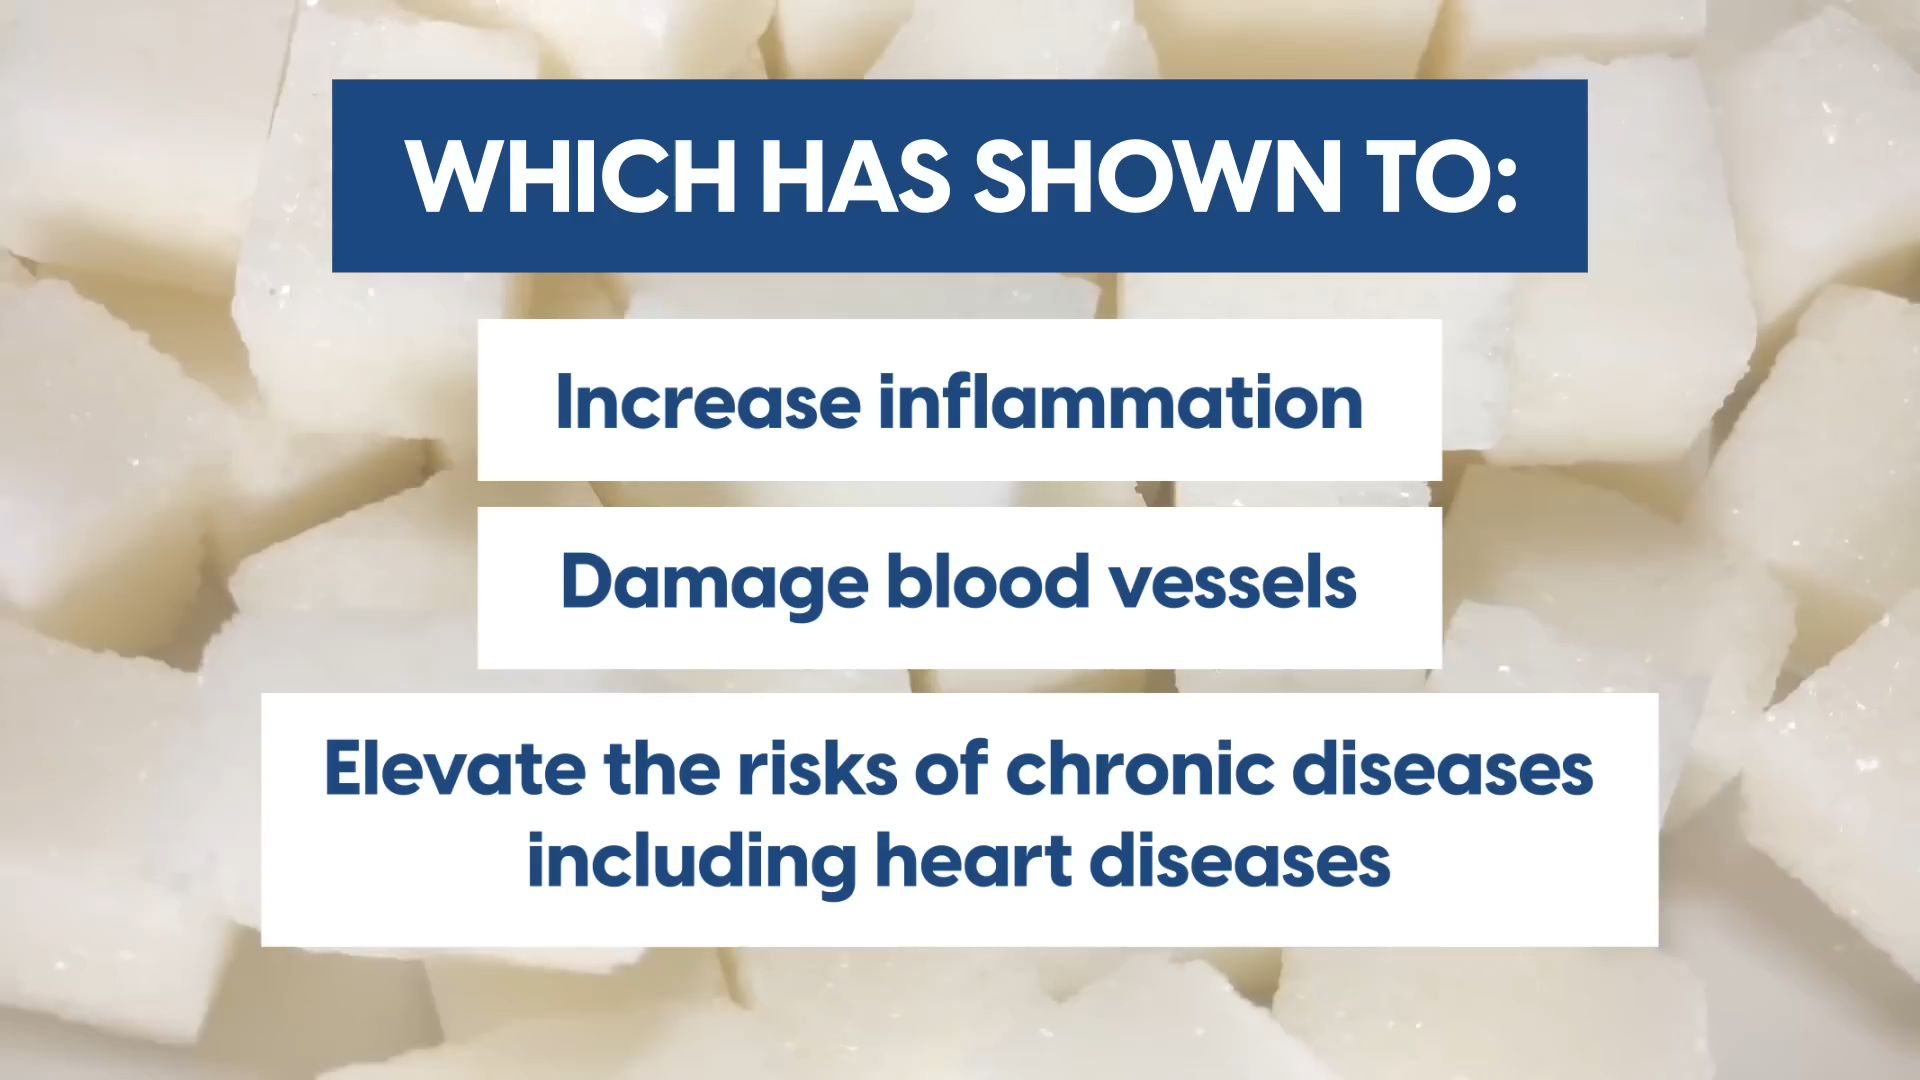 WHICH HAS SHOWN TO:
Increase inflammation
Damage blood vessels
Elevate the risks of chronic diseases
including heart diseases